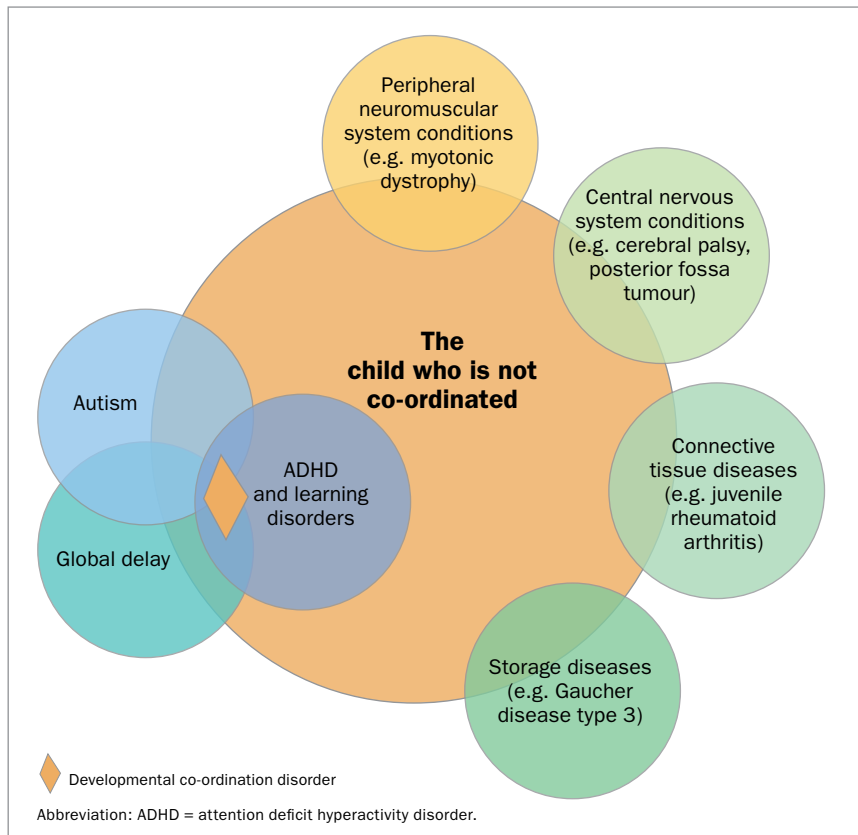 Peripheral
neuromuscular
system conditions
(e.g. myotonic
dystrophy)
Central nervous
system conditions
(e.g. cerebral palsy,
posterior fossa
tumour)
The
child who is not
co-ordinated
Autism
ADHD
and learning
disorders
Connective
tissue diseases
(e.g. juvenile
rheumatoid
arthritis)
Global delay
Storage diseases
(e.g. Gaucher
disease type 3)
Developmental co-ordination disorder
Abbreviation: ADHD = attention deficit hyperactivity disorder.